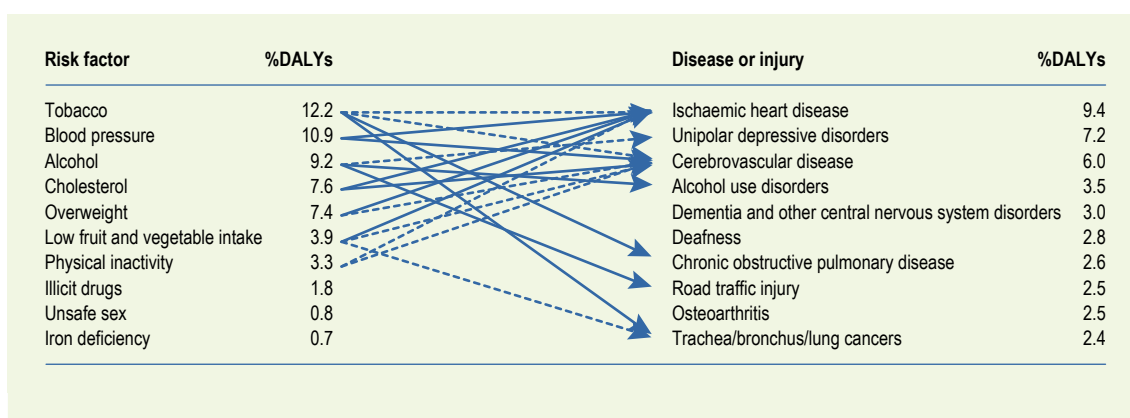 Risk factor %DALYs Disease or injury %DALYs
Tobacco 12.2 Ischaemic heart disease 9.4
Blood pressure 10.9 Unipolar depressive disorders 7.2
Alcohol 9.2 Cerebrovascular disease 6.0
Cholesterol 7.6 Alcohol use disorders 3.5
Overweight 7.4 Dementia and other central nervous system disorders 3.0
Low fruit and vegetable intake 3.9 Deafness 2.8
Physical inactivity 3.3 Chronic obstructive pulmonary disease 2.6
Illicit drugs 1.8 Road traffic injury 2.5
Unsafe sex 0.8 Osteoarthritis 2.5
Iron deficiency 0.7 Trachea/bronchus/lung cancers 2.4